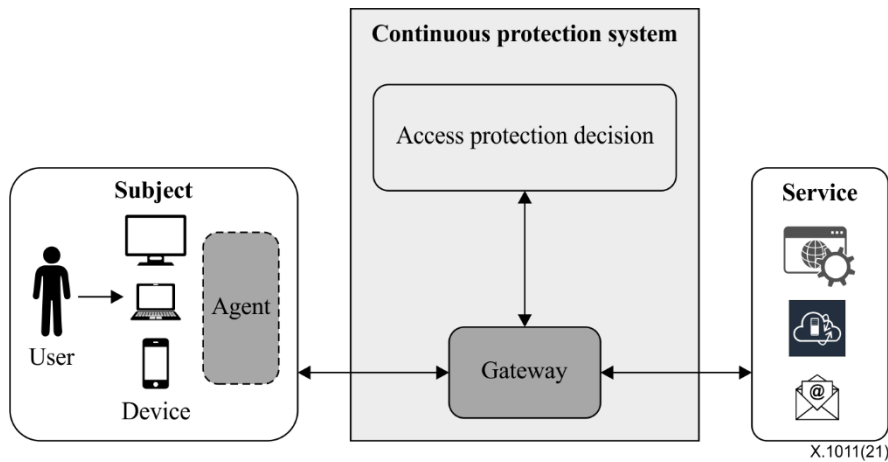 Continuous protection system
Access protection decision
Subject
Agent
User
Device
Gateway
Service
@
X.1011(21)